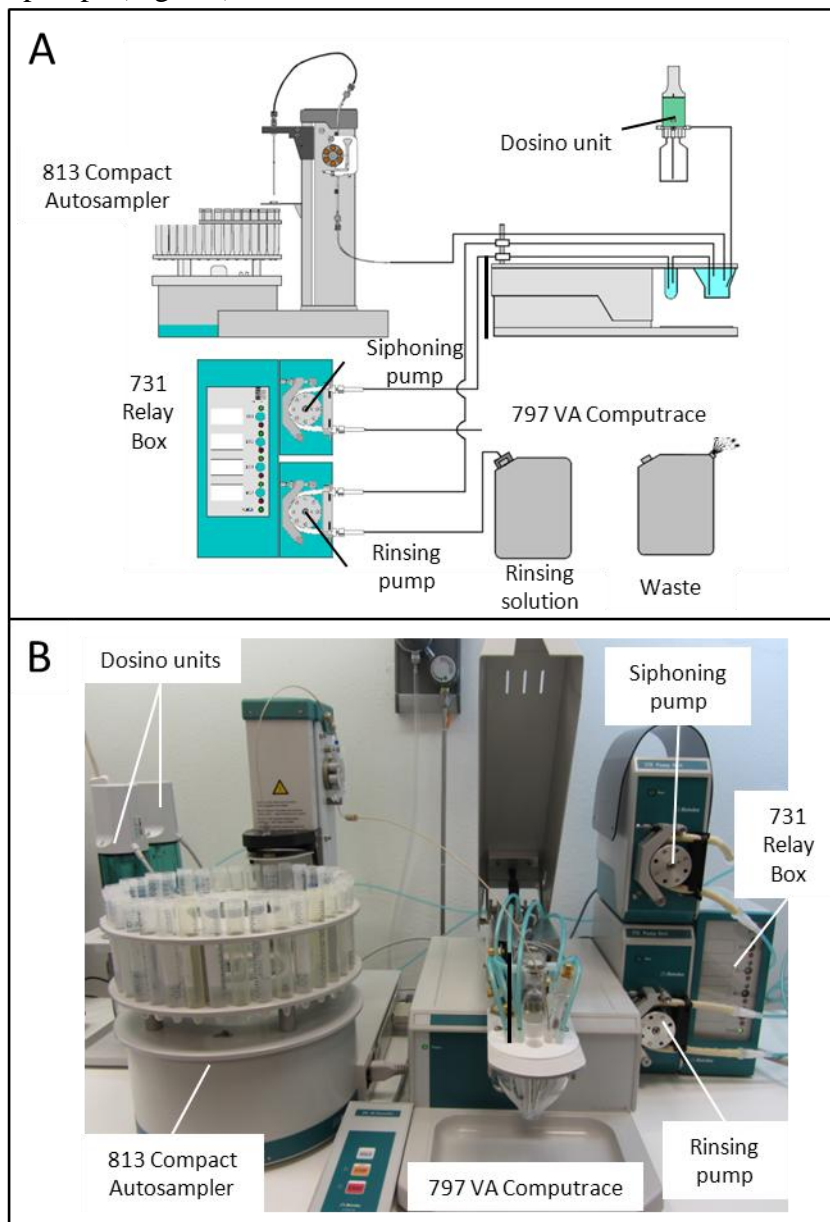 A
Dosino unit
813 Compact
Autosampler
Siphoning
pump
731
Relay
Box
797 VA Computrace
Rinsing
pump
Rinsing
solution
Waste
B
Dosino units
Siphoning
pump
731
Relay
Box
813 Compact
Autosampler
797 VA Computrace
Rinsing
pump